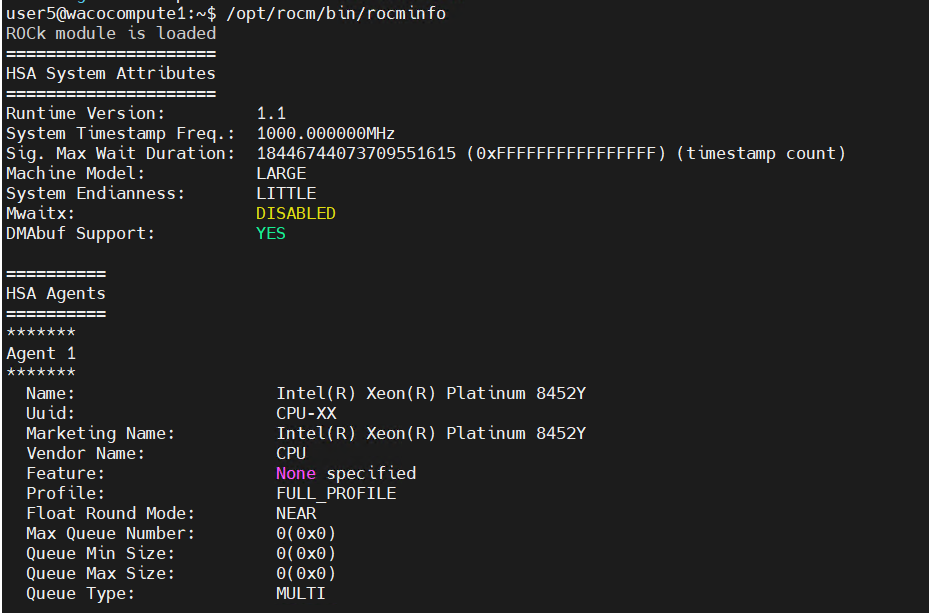 user5@wacocompute1:~$ /opt/rocm/bin/rocminfo
ROCk module is loaded
=====================
HSA System Attributes
=====================
Runtime Version:         1.1
System Timestamp Freq.:  1000.000000MHz
Sig. Max Wait Duration:  18446744073709551615 (0xFFFFFFFFFFFFFFFF) (timestamp count)
Machine Model:           LARGE
System Endianness:       LITTLE
Mwaitx:                  DISABLED
DMAbuf Support:          YES

==========
HSA Agents
==========
*******
Agent 1
*******
  Name:                    Intel(R) Xeon(R) Platinum 8452Y
  Uuid:                    CPU-XX
  Marketing Name:          Intel(R) Xeon(R) Platinum 8452Y
  Vendor Name:             CPU
  Feature:                 None specified
  Profile:                 FULL_PROFILE
  Float Round Mode:        NEAR
  Max Queue Number:        0(0x0)
  Queue Min Size:          0(0x0)
  Queue Max Size:          0(0x0)
  Queue Type:              MULTI